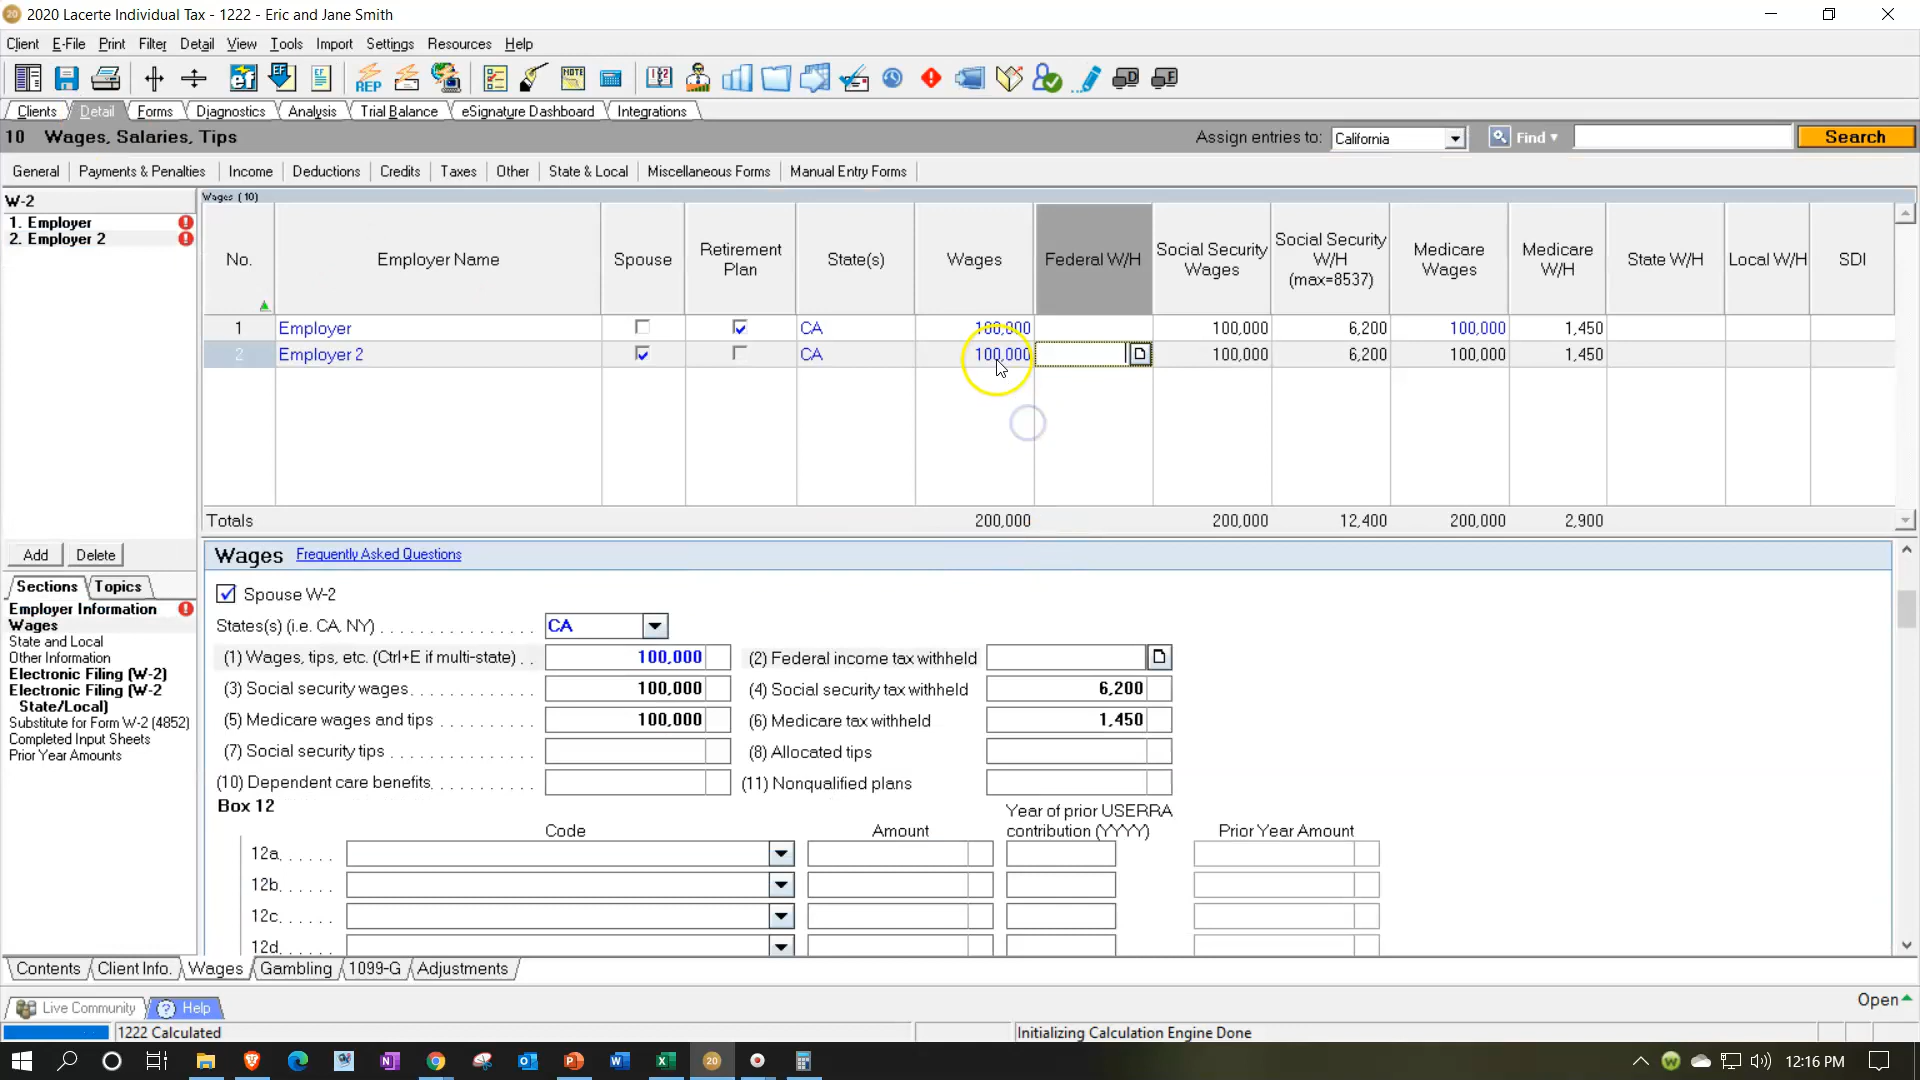 2020 Lacerte Individual Tax - 1222 - Eric and Jane Smith
Client E-File Print Filter Detail View Tools Import Settings Resources Help
Clients Detail Forms Diagnostics Analysis Trial Balance eSignature Dashboard Integrations
10 Wages, Salaries, Tips Assign entries to: California Find Search
General Payments & Penalties Income Deductions Credits Taxes Other State & Local Miscellaneous Forms Manual Entry Forms
W-2
1. Employer
2. Employer 2
Wages (10)
No. Employer Name Spouse Retirement Plan State(s) Wages Federal W/H Social Security Wages Social Security W/H (max=8537) Medicare Wages Medicare W/H State W/H Local W/H SDI
1 Employer CA 100,000 100,000 6,200 100,000 1,450
2 Employer 2 CA 100,000 100,000 6,200 100,000 1,450
Totals 200,000 200,000 12,400 200,000 2,900
Add Delete
Sections Topics
Employer Information
Wages
State and Local
Other Information
Electronic Filing (W-2)
Electronic Filing (W-2
State/Local)
Substitute for Form W-2 (4852)
Completed Input Sheets
Prior Year Amounts
Wages Frequently Asked Questions
Spouse W-2
States(s) (i.e. CA, NY) CA
(1) Wages, tips, etc. (Ctrl+E if multi-state) 100,000 (2) Federal income tax withheld
(3) Social security wages 100,000 (4) Social security tax withheld 6,200
(5) Medicare wages and tips 100,000 (6) Medicare tax withheld 1,450
(7) Social security tips (8) Allocated tips
(10) Dependent care benefits (11) Nonqualified plans
Box 12
Code Amount Year of prior USERRA contribution (YYYY) Prior Year Amount
12a
12b
12c
12d
Contents Client Info. Wages Gambling 1099-G Adjustments
Live Community Help Open
1222 Calculated Initializing Calculation Engine Done
12:16 PM